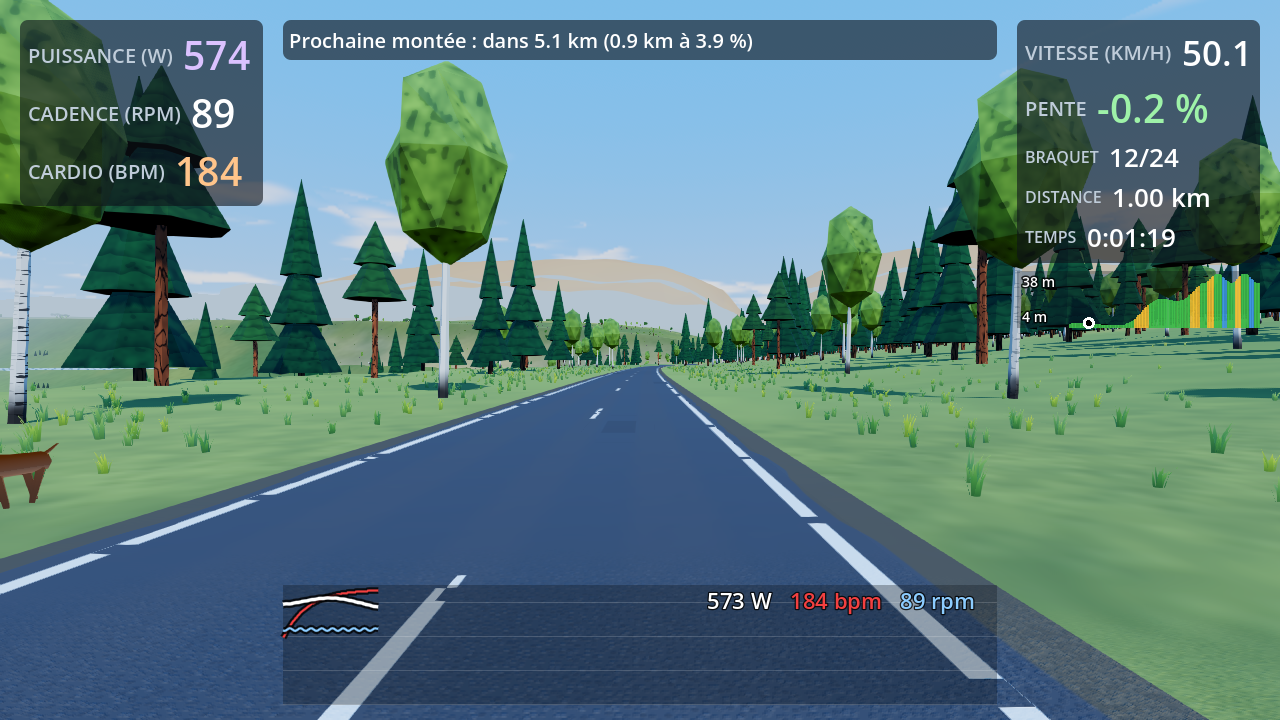 PUISSANCE (W) 574
CADENCE (RPM) 89
CARDIO (BPM) 184
Prochaine montée : dans 5.1 km (0.9 km à 3.9 %)
VITESSE (KM/H) 50.1
PENTE -0.2 %
BRAQUET 12/24
DISTANCE 1.00 km
TEMPS 0:01:19
38 m
4 m
573 W 184 bpm 89 rpm